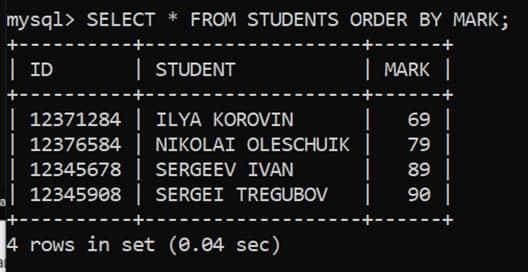 mysql> SELECT * FROM STUDENTS ORDER BY MARK;
+----------+-------------------+------+
| ID       | STUDENT           | MARK |
+----------+-------------------+------+
| 12371284 | ILYA KOROVIN      |   69 |
| 12376584 | NIKOLAI OLESCHUIK |   79 |
| 12345678 | SERGEEV IVAN      |   89 |
| 12345908 | SERGEI TREGUBOV   |   90 |
+----------+-------------------+------+
4 rows in set (0.04 sec)